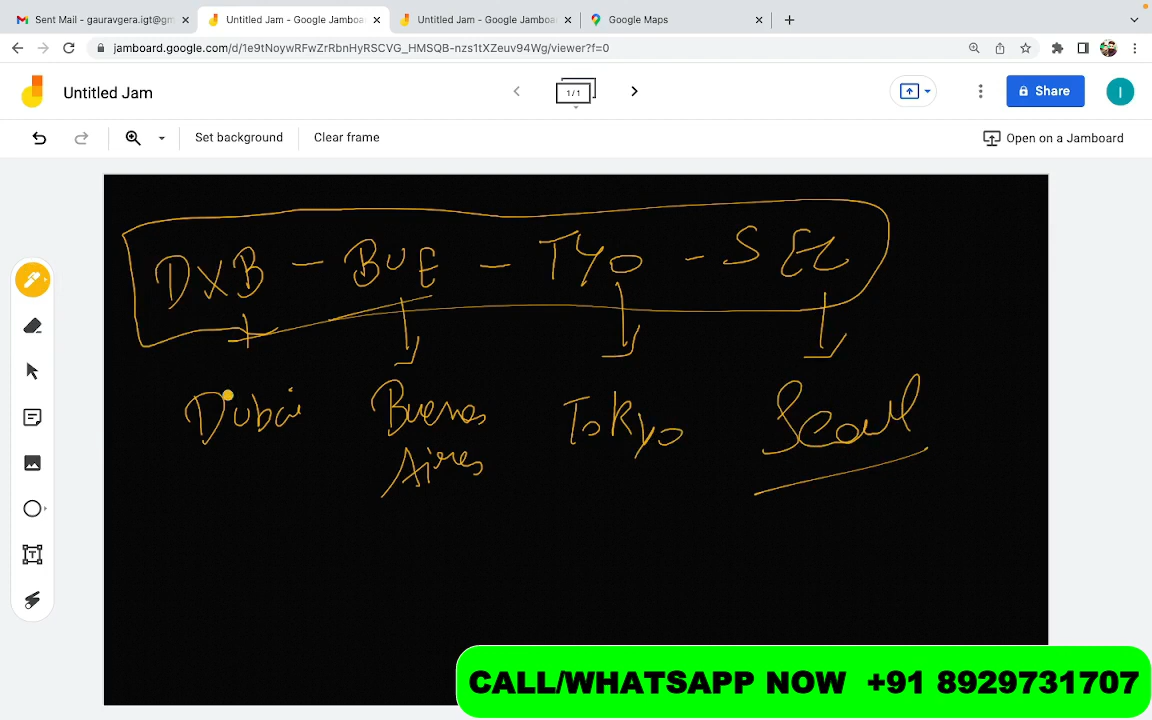 Sent Mail - gauravgera.igt@gm
Untitled Jam - Google Jamboa
Untitled Jam - Google Jamboa
Google Maps
jamboard.google.com/d/1e9tNoywRFwZrRbnHyRSCVG_HMSQB-nzs1tXZeuv94Wg/viewer?f=0
Untitled Jam
1/1
Share
I
Set background
Clear frame
Open on a Jamboard
DXB - BUE - TYO - SEL
Dubai Buenos Tokyo Seoul
Aires
CALL/WHATSAPP NOW +91 8929731707